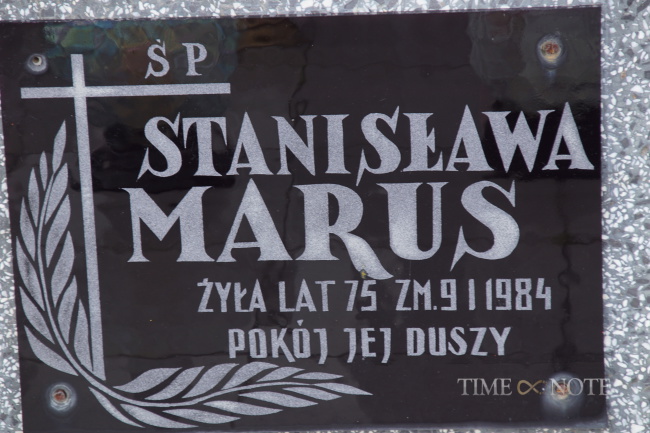 ŚP
STANISŁAWA
MARUS
ŻYŁA LAT 75 ZM.9 I 1984
POKÓJ JEJ DUSZY
TIME ∝ NOTE